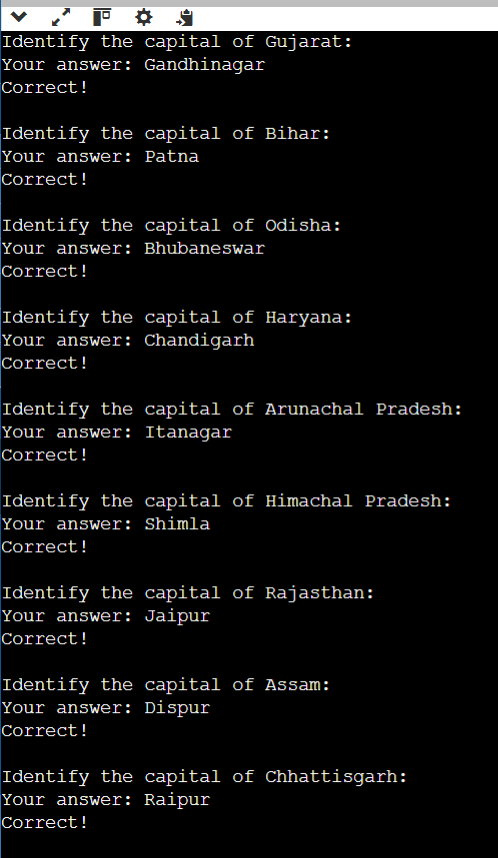 Identify the capital of Gujarat:
Your answer: Gandhinagar
Correct!
Identify the capital of Bihar:
Your answer: Patna
Correct!
Identify the capital of Odisha:
Your answer: Bhubaneswar
Correct!
Identify the capital of Haryana:
Your answer: Chandigarh
Correct!
Identify the capital of Arunachal Pradesh:
Your answer: Itanagar
Correct!
Identify the capital of Himachal Pradesh:
Your answer: Shimla
Correct!
Identify the capital of Rajasthan:
Your answer: Jaipur
Correct!
Identify the capital of Assam:
Your answer: Dispur
Correct!
Identify the capital of Chhattisgarh:
Your answer: Raipur
Correct!